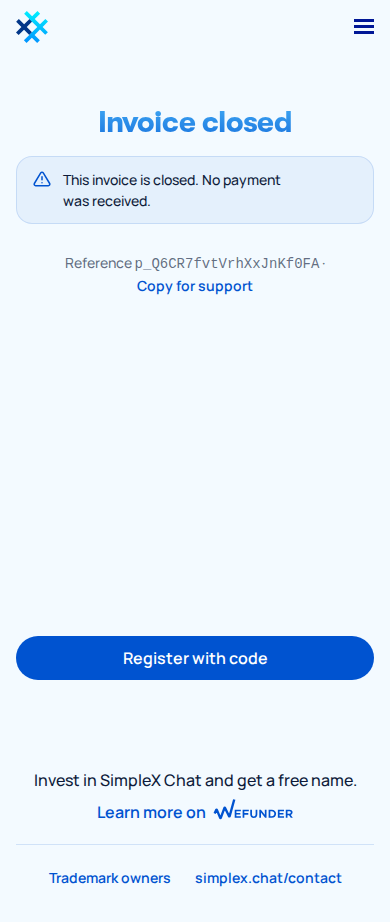 Invoice closed
This invoice is closed. No payment
was received.
Reference p_Q6CR7fvtVrhXxJnKf0FA ·
Copy for support
Register with code
Invest in SimpleX Chat and get a free name.
Learn more on WEFUNDER
Trademark owners simplex.chat/contact